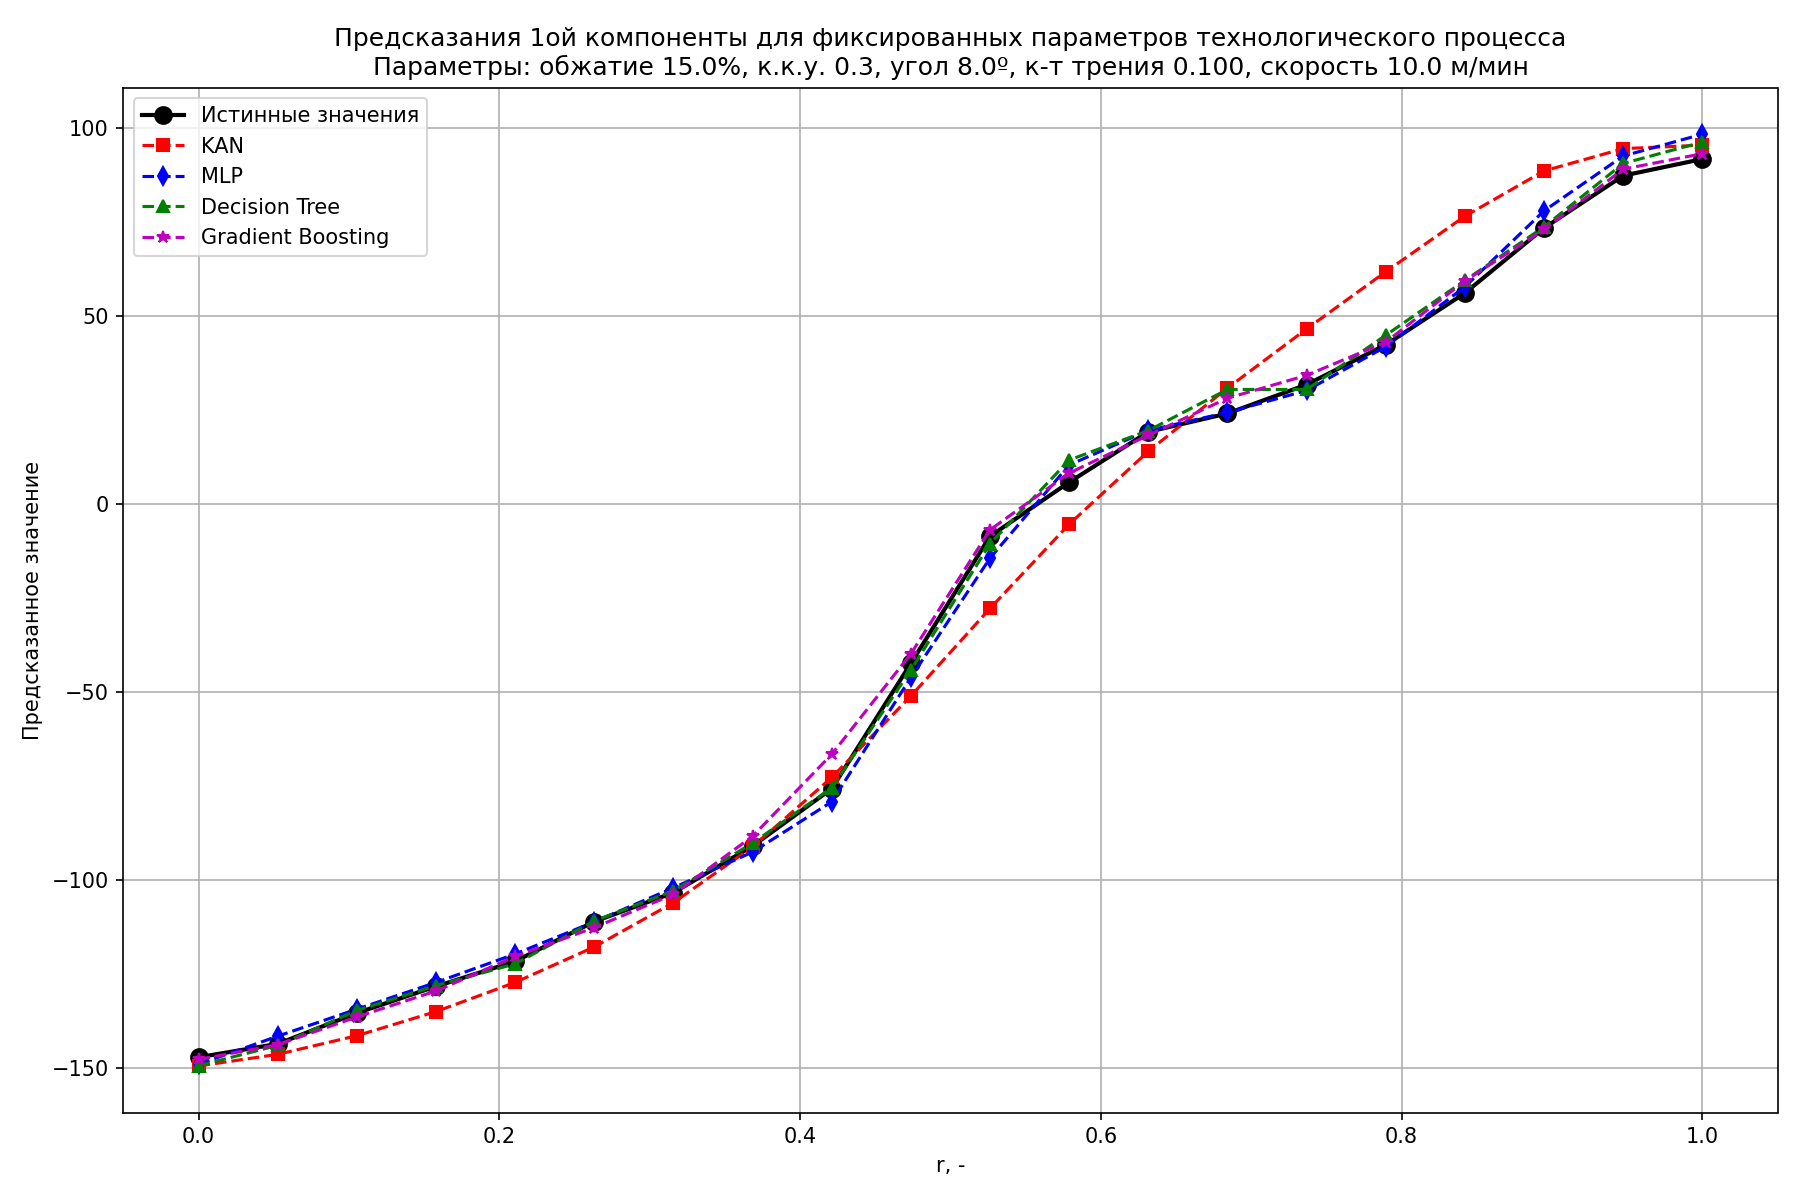 Предсказания 1ой компоненты для фиксированных параметров технологического процесса
Параметры: обжатие 15.0%, к.к.у. 0.3, угол 8.0º, к-т трения 0.100, скорость 10.0 м/мин
Истинные значения
KAN
MLP
Decision Tree
Gradient Boosting
Предсказанное значение
100
50
0
−50
−100
−150
0.0
0.2
0.4
0.6
0.8
1.0
r, -